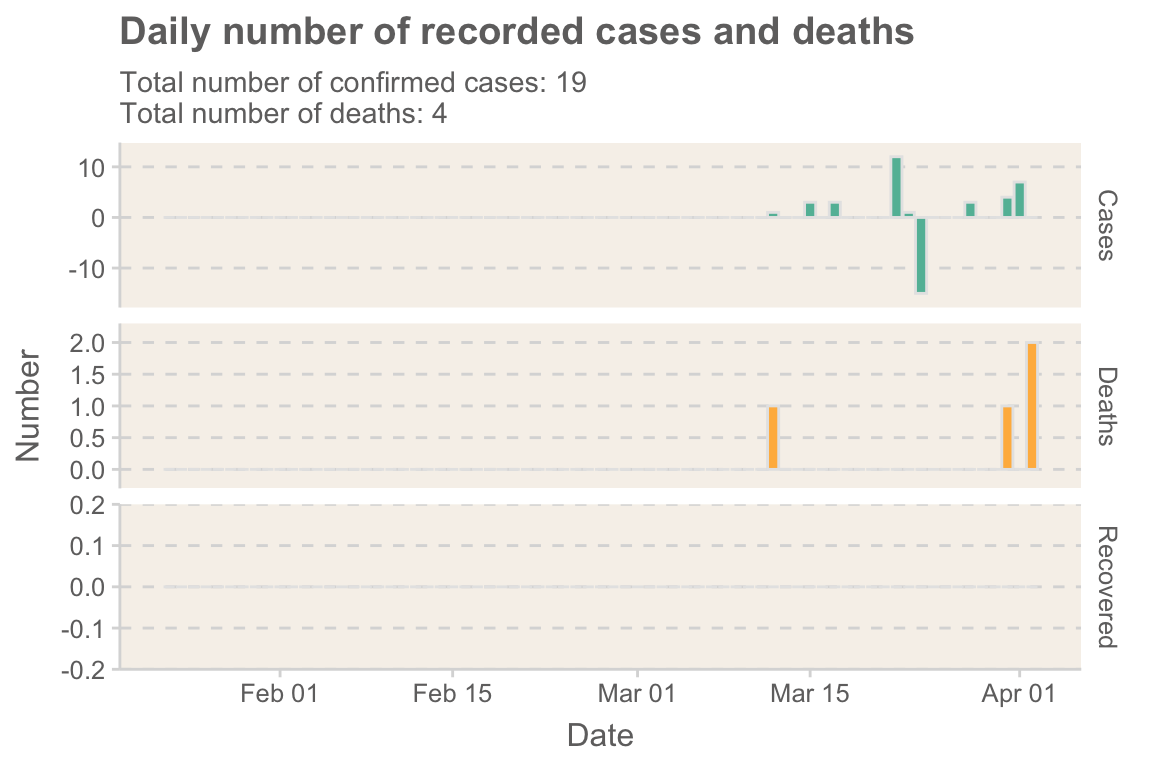 Daily number of recorded cases and deaths
Total number of confirmed cases: 19
Total number of deaths: 4
10
0
-10
Cases
2.0
1.5
1.0
0.5
0.0
Deaths
Number
0.2
0.1
0.0
-0.1
-0.2
Recovered
Feb 01
Feb 15
Mar 01
Mar 15
Apr 01
Date